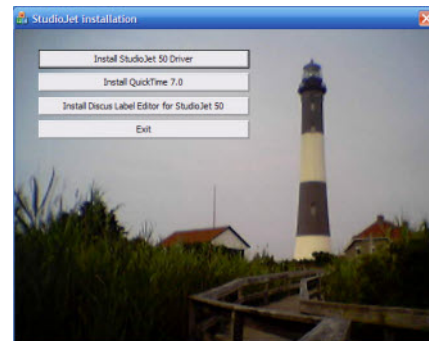 StudioJet installation
Install StudioJet 50 Driver
Install QuickTime 7.0
Install Discus Label Editor for StudioJet 50
Exit